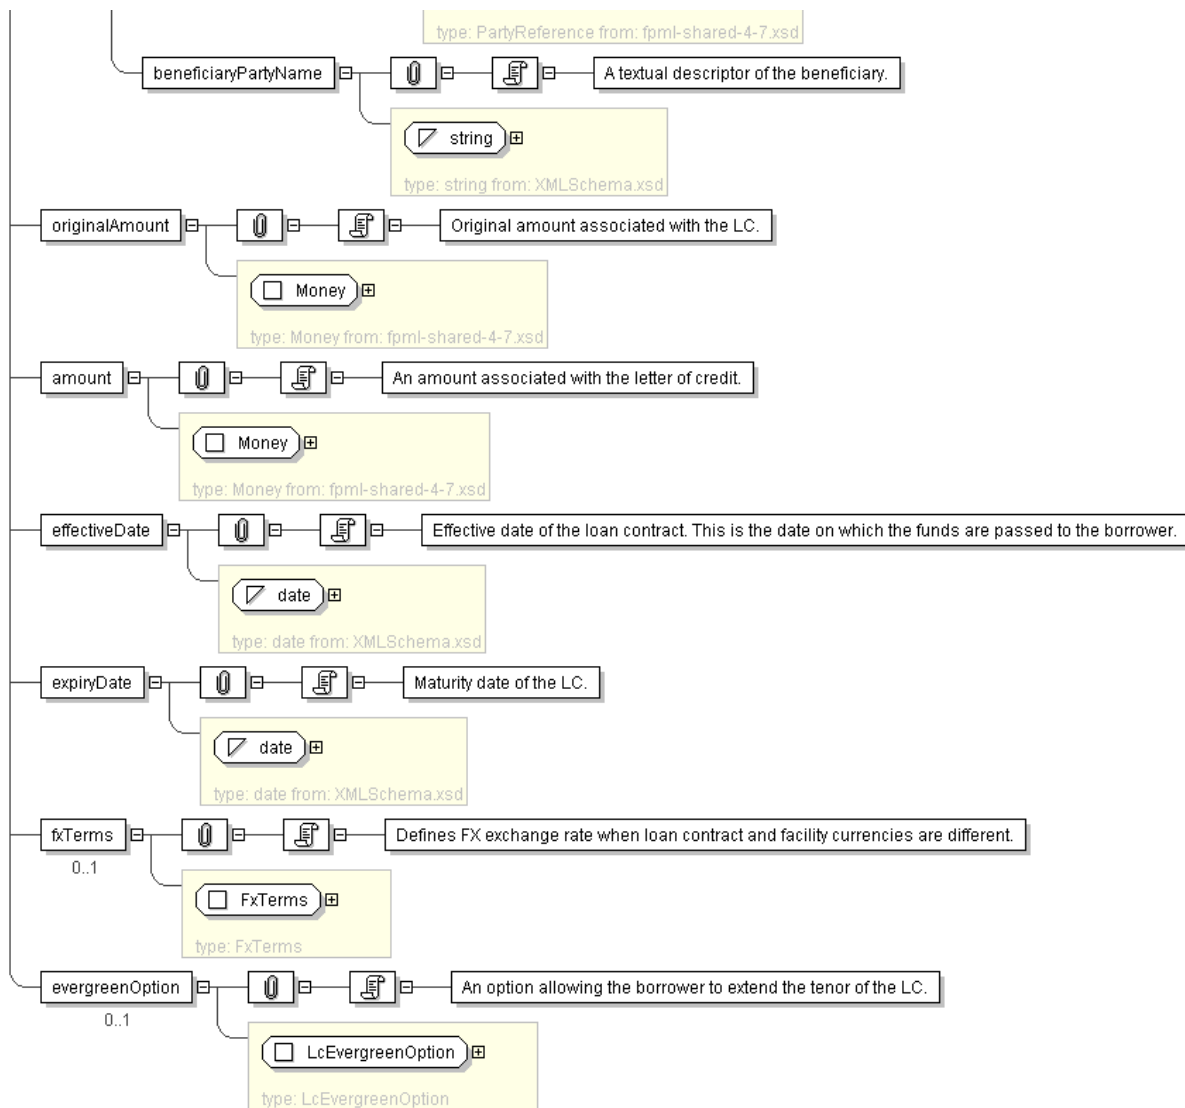 type: PartyReference from: fpml-shared-4-7.xsd
beneficiaryPartyName A textual descriptor of the beneficiary.
string
type: string from: XMLSchema.xsd
originalAmount Original amount associated with the LC.
Money
type: Money from: fpml-shared-4-7.xsd
amount An amount associated with the letter of credit.
Money
type: Money from: fpml-shared-4-7.xsd
effectiveDate Effective date of the loan contract. This is the date on which the funds are passed to the borrower.
date
type: date from: XMLSchema.xsd
expiryDate Maturity date of the LC.
date
type: date from: XMLSchema.xsd
fxTerms Defines FX exchange rate when loan contract and facility currencies are different.
0..1
FxTerms
type: FxTerms
evergreenOption An option allowing the borrower to extend the tenor of the LC.
0..1
LcEvergreenOption
type: LcEvergreenOption